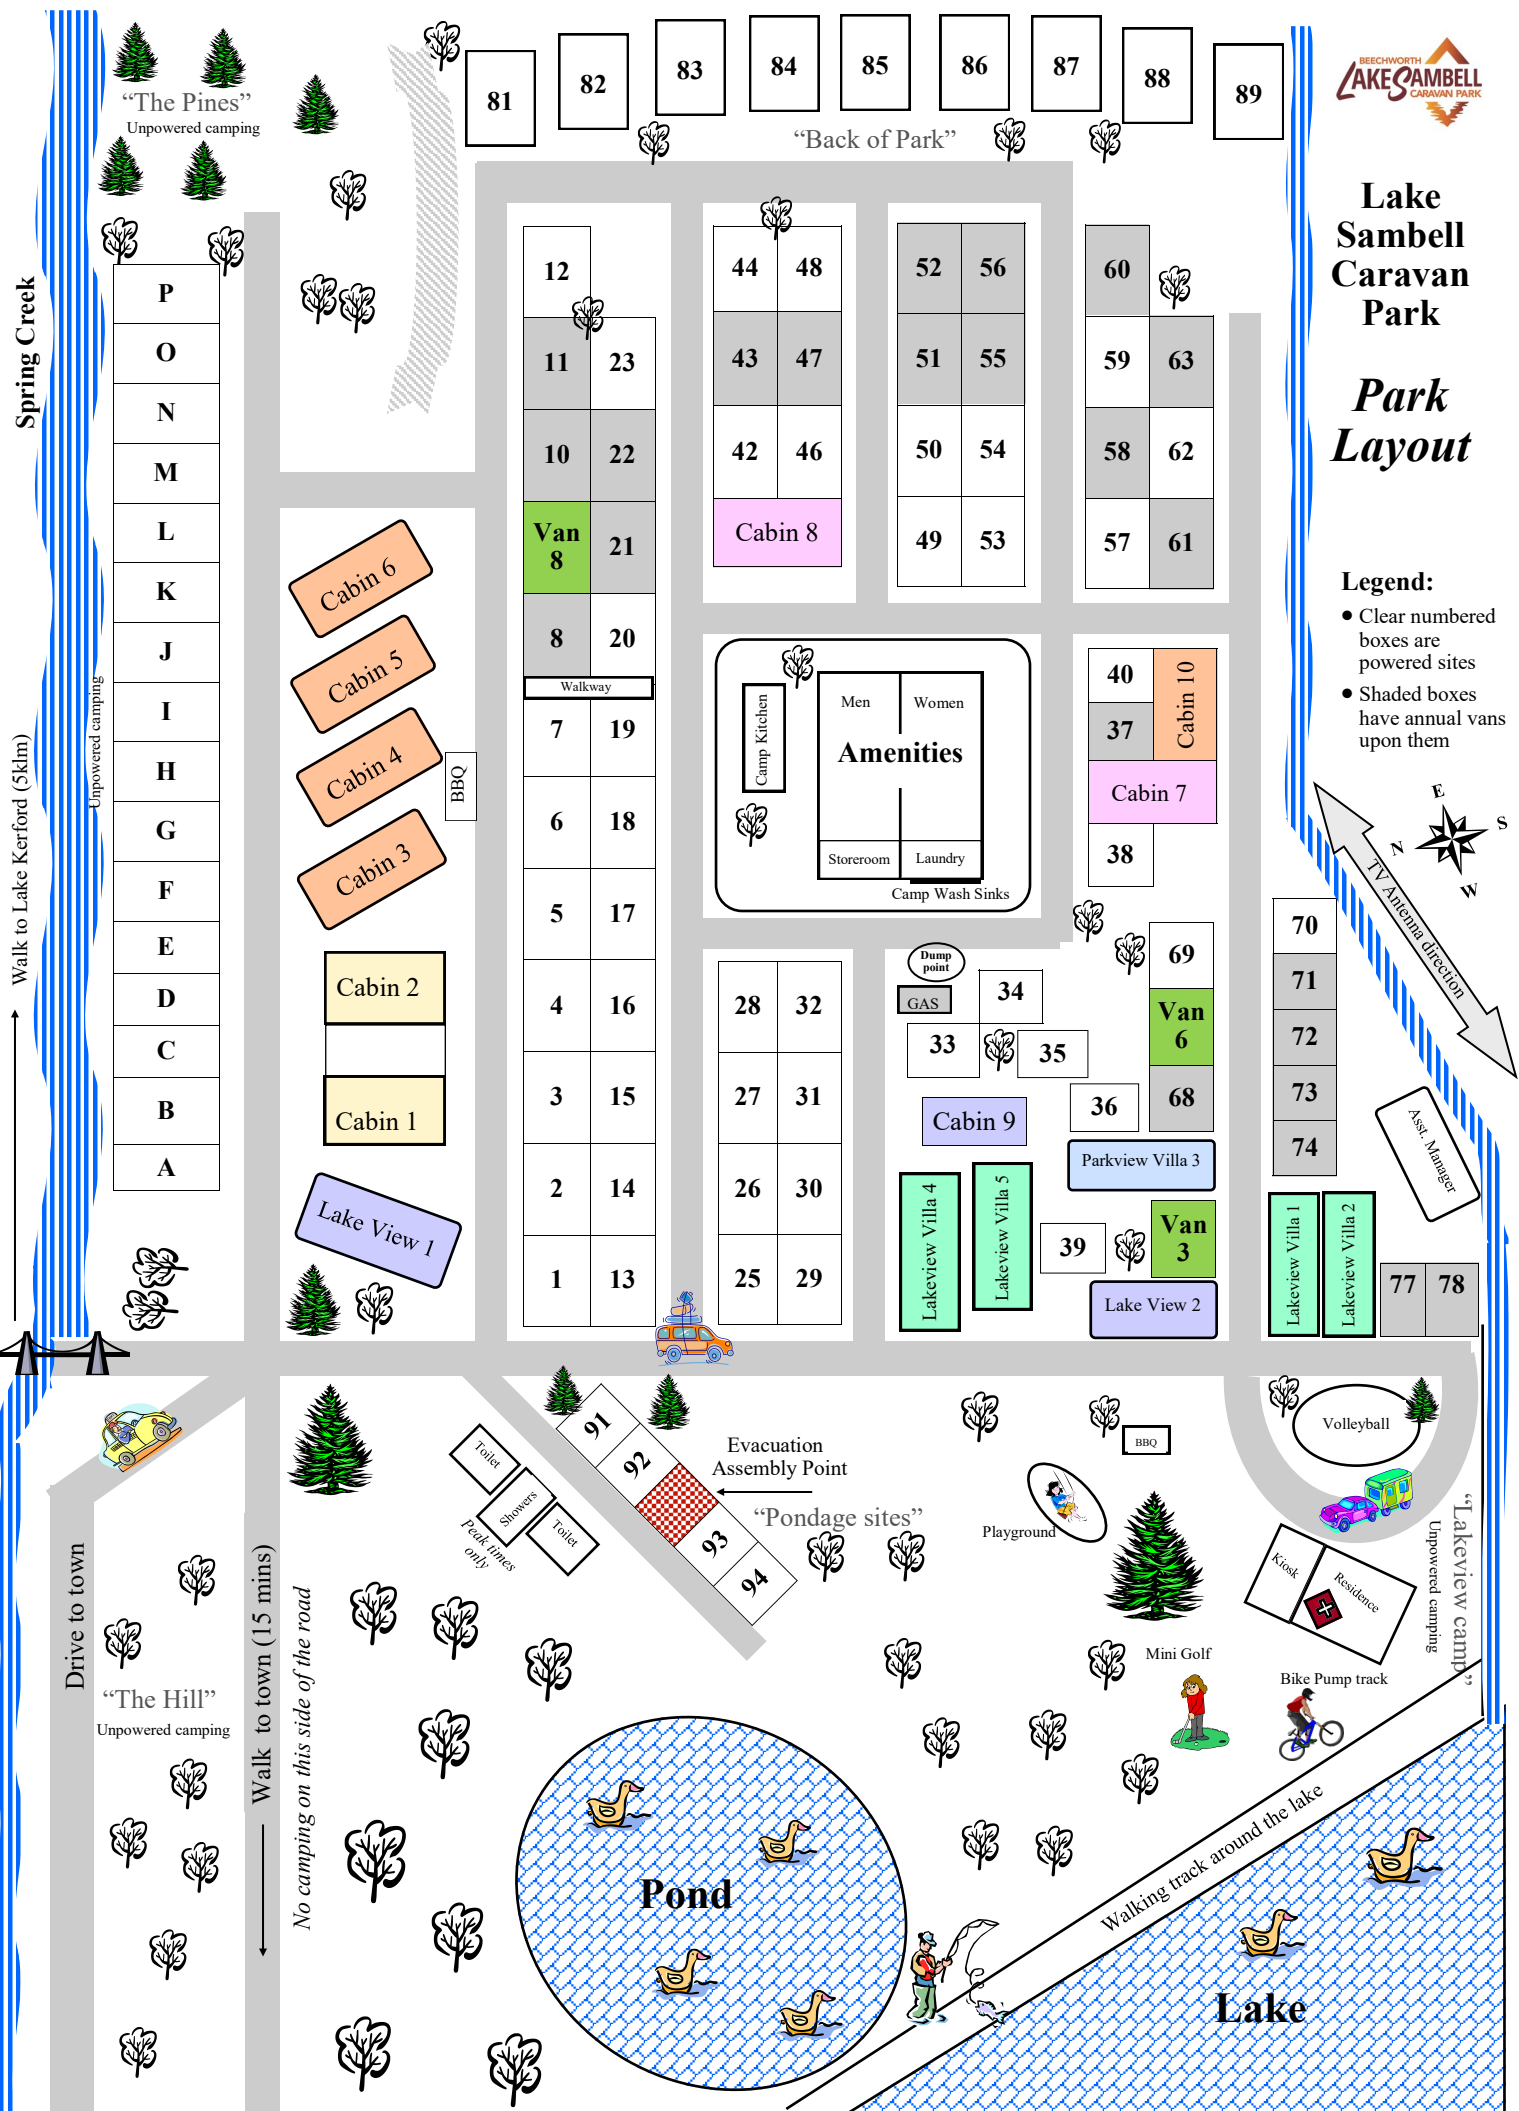 81
82
83
84
85
86
87
88
89
BEECHWORTH
LAKE SAMBELL
CARAVAN PARK
"The Pines"
Unpowered camping
"Back of Park"
Lake
Sambell
Caravan
Park
Park
Layout
Legend:
● Clear numbered
boxes are
powered sites
● Shaded boxes
have annual vans
upon them
E
S
N
W
TV Antenna direction
Spring Creek
Walk to Lake Kerford (5klm)
Unpowered camping
P
O
N
M
L
K
J
I
H
G
F
E
D
C
B
A
Cabin 6
Cabin 5
Cabin 4
Cabin 3
BBQ
Cabin 2
Cabin 1
Lake View 1
12
11 23
10 22
Van
8
21
8 20
Walkway
7 19
6 18
5 17
4 16
3 15
2 14
1 13
44 48
43 47
42 46
Cabin 8
52 56
51 55
50 54
49 53
60
59 63
58 62
57 61
Camp Kitchen
Men Women
Amenities
Storeroom Laundry
Camp Wash Sinks
40
37
Cabin 10
Cabin 7
38
28 32
27 31
26 30
25 29
Dump
point
GAS
34
33
35
36
Cabin 9
69
Van
6
68
Parkview Villa 3
Lakeview Villa 4
Lakeview Villa 5
39
Van
3
Lake View 2
70
71
72
73
74
Asst. Manager
Lakeview Villa 1
Lakeview Villa 2
77 78
91
92
93
94
Toilet
Showers
Toilet
Peak times
only
Evacuation
Assembly Point
"Pondage sites"
BBQ
Playground
Volleyball
Kiosk
Residence
"Lakeview camp"
Unpowered camping
Mini Golf
Bike Pump track
Drive to town
"The Hill"
Unpowered camping
Walk to town (15 mins)
No camping on this side of the road
Pond
Walking track around the lake
Lake